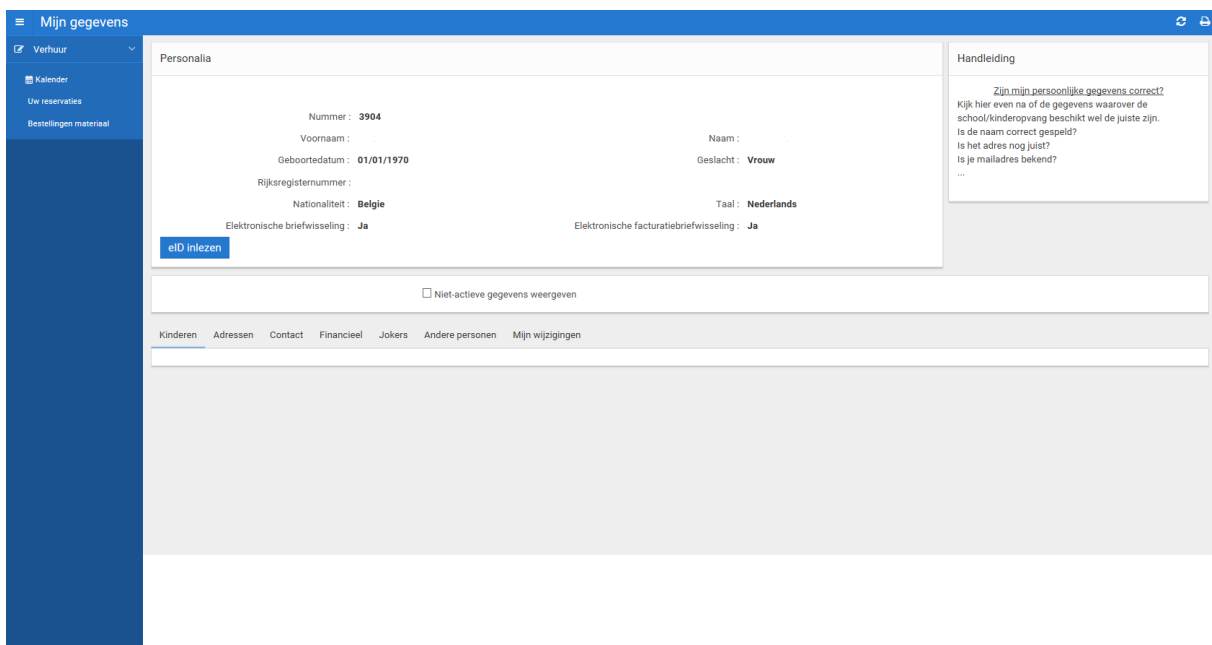 Mijn gegevens
Verhuur
Kalender
Uw reservaties
Bestellingen materiaal
Personalia
Nummer : 3904
Voornaam :
Naam :
Geboortedatum : 01/01/1970
Geslacht : Vrouw
Rijksregisternummer :
Nationaliteit : Belgie
Taal : Nederlands
Elektronische briefwisseling : Ja
Elektronische facturatiebriefwisseling : Ja
eID inlezen
Handleiding
Zijn mijn persoonlijke gegevens correct?
Kijk hier even na of de gegevens waarover de
school/kinderopvang beschikt wel de juiste zijn.
Is de naam correct gespeld?
Is het adres nog juist?
Is je mailadres bekend?
...
Niet-actieve gegevens weergeven
Kinderen Adressen Contact Financieel Jokers Andere personen Mijn wijzigingen